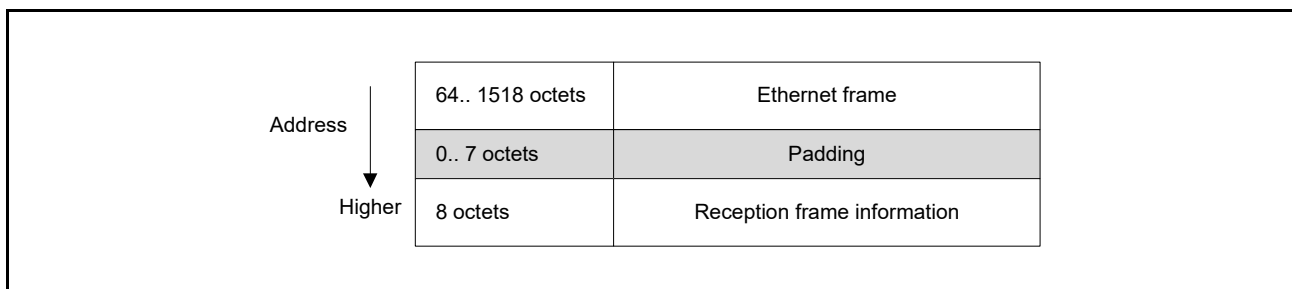 64.. 1518 octets Ethernet frame
Address
0.. 7 octets Padding
Higher
8 octets Reception frame information